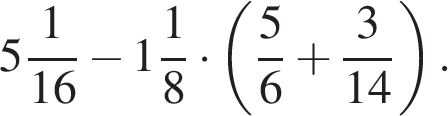 5 1/16 − 1 1/8 · (5/6 + 3/14).